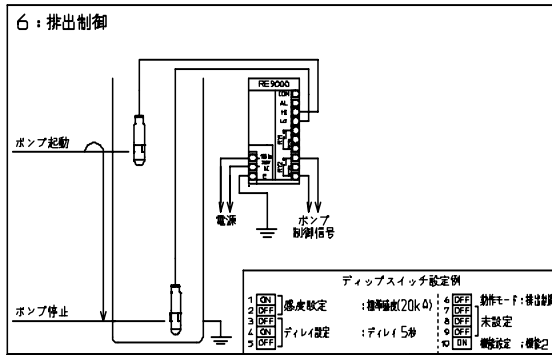 6：排出制御
RE9000
COM
AL
HI
LO
ポンプ起動
電源
ポンプ
制御信号
ポンプ停止
ディップスイッチ設定例
1 ON
2 OFF
感度設定 ：標準感度(20kΩ)
3 OFF
4 ON
5 OFF
ディレイ設定 ：ディレイ 5秒
6 OFF 動作モード：排出制御
7 OFF
8 OFF
9 OFF
未設定
10 ON 機能設定 ：機能2